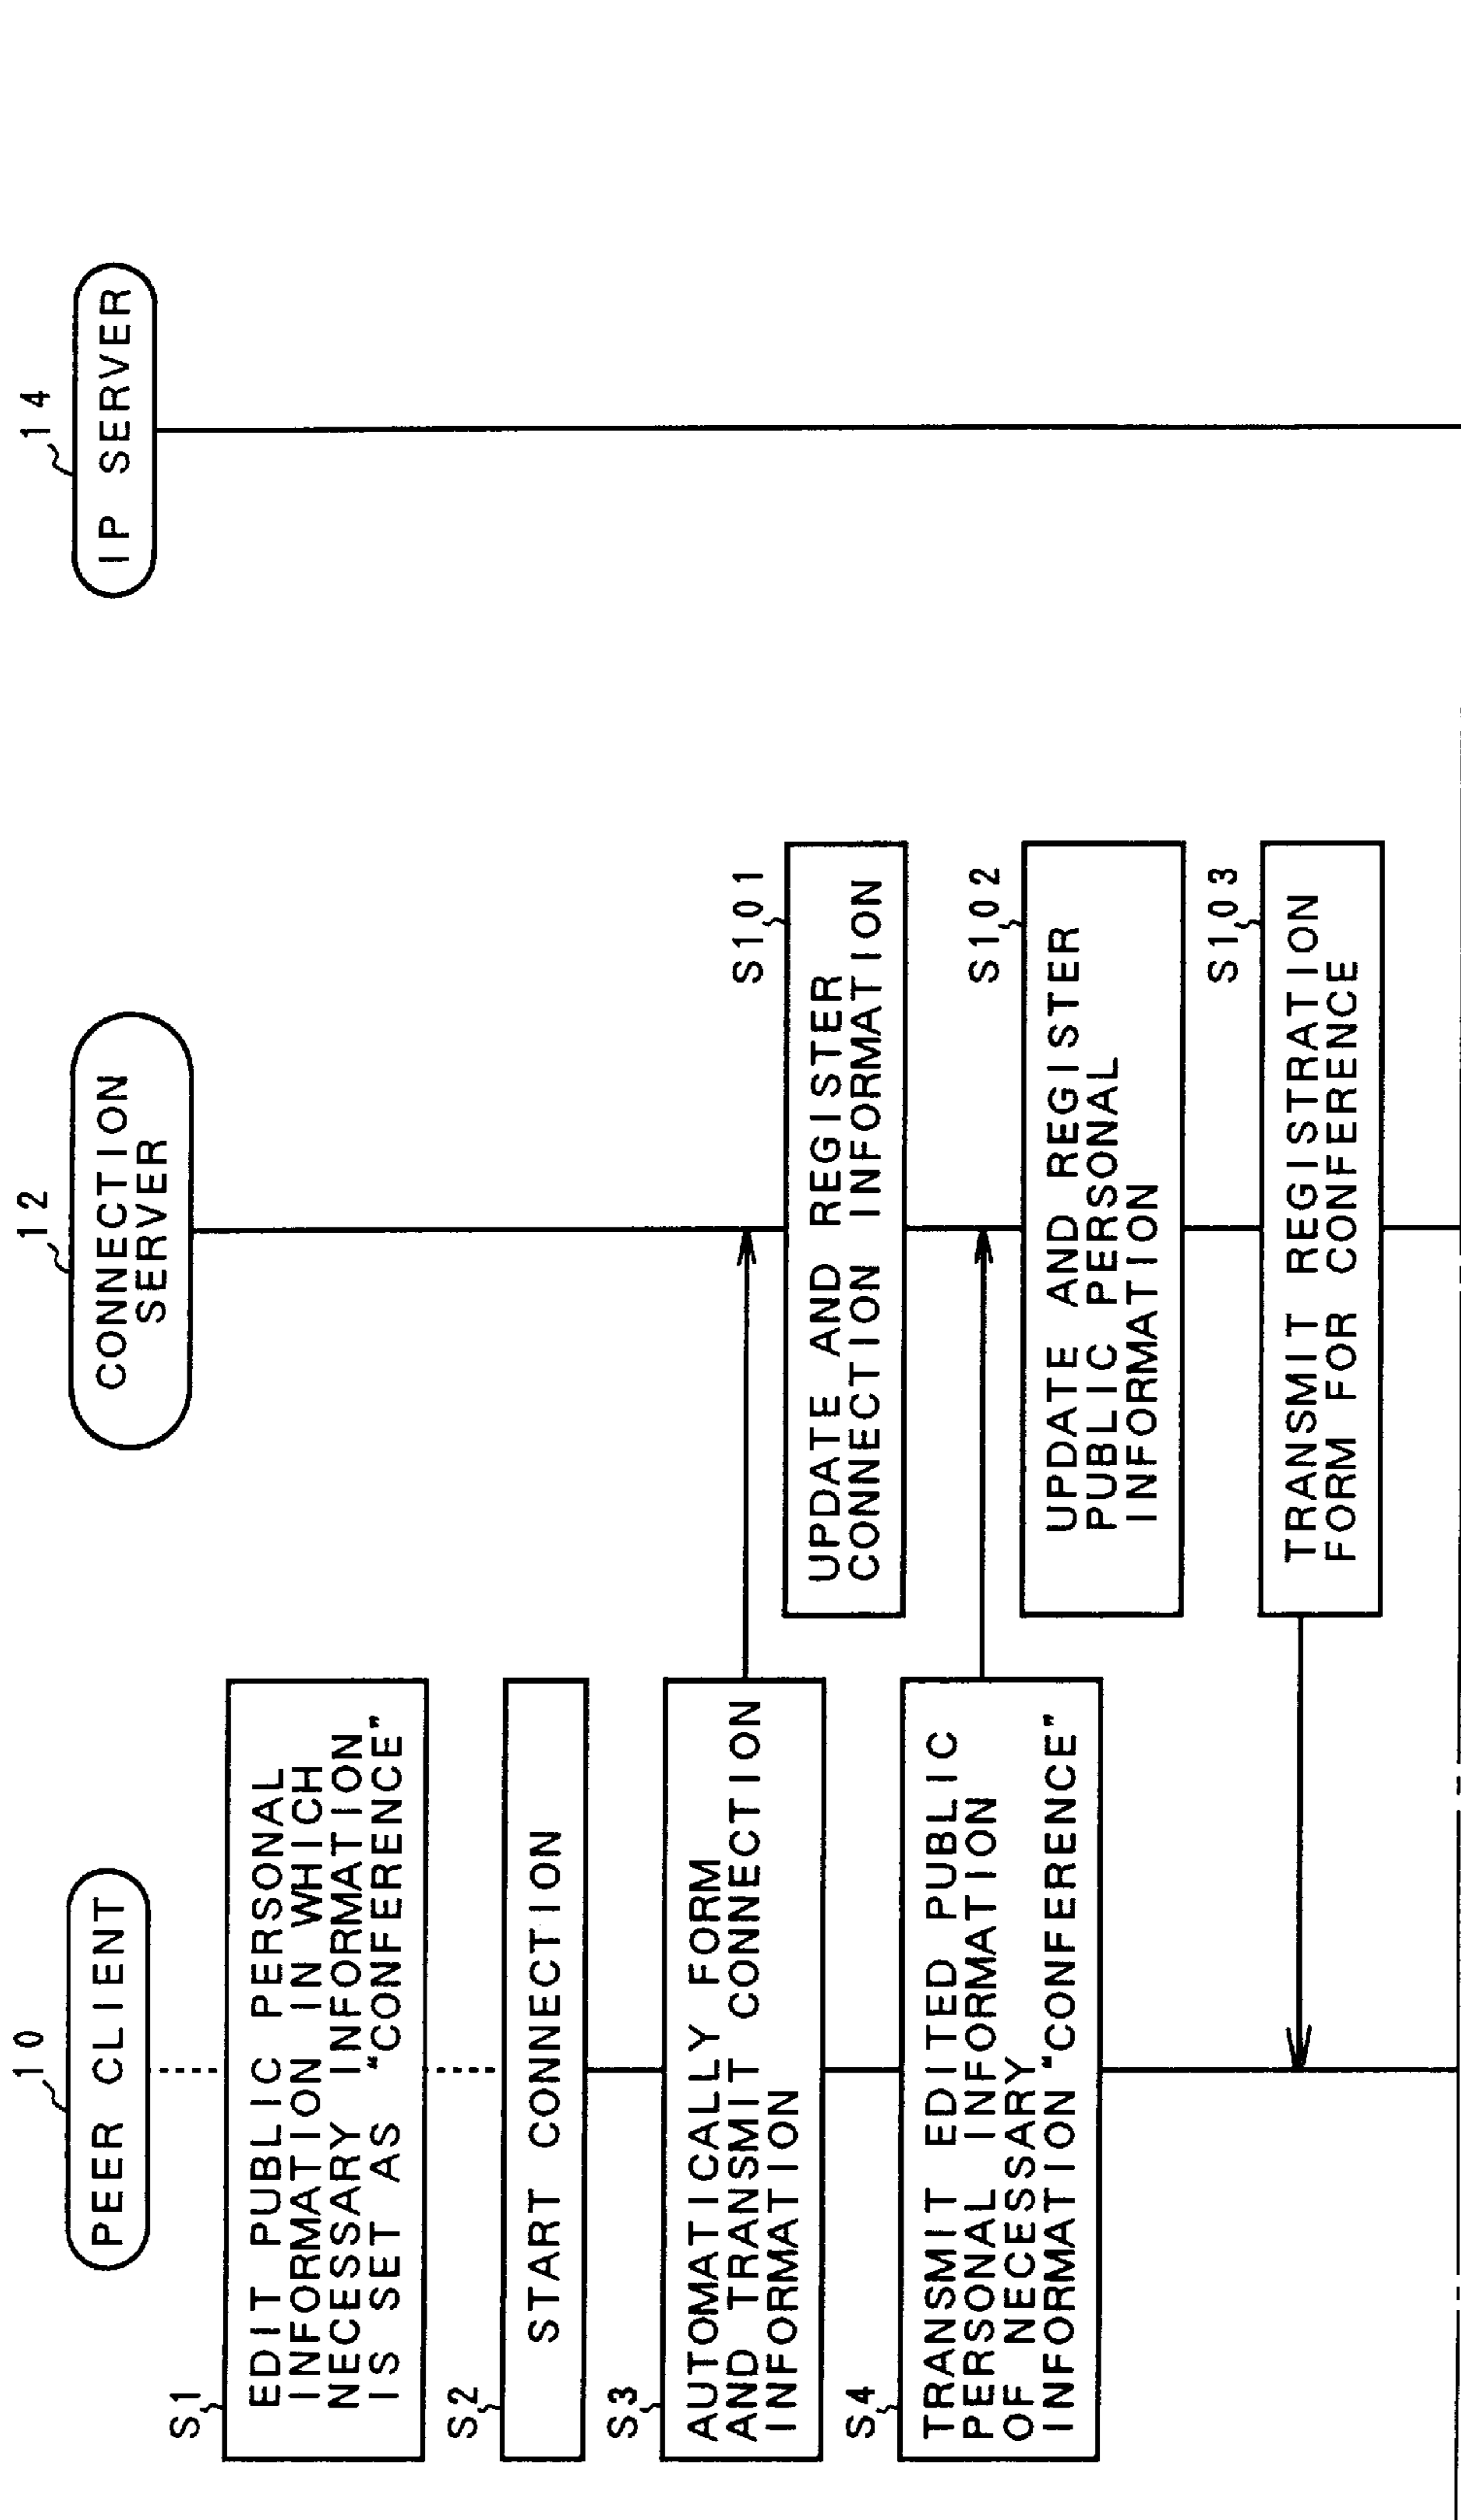 10
PEER CLIENT
12
CONNECTION
SERVER
14
IP SERVER
S1
EDIT PUBLIC PERSONAL
INFORMATION IN WHICH
NECESSARY INFORMATION
IS SET AS "CONFERENCE"
S2
START CONNECTION
S3
AUTOMATICALLY FORM
AND TRANSMIT CONNECTION
INFORMATION
S101
UPDATE AND REGISTER
CONNECTION INFORMATION
S4
TRANSMIT EDITED PUBLIC
PERSONAL INFORMATION
OF NECESSARY
INFORMATION "CONFERENCE"
S102
UPDATE AND REGISTER
PUBLIC PERSONAL
INFORMATION
S103
TRANSMIT REGISTRATION
FORM FOR CONFERENCE